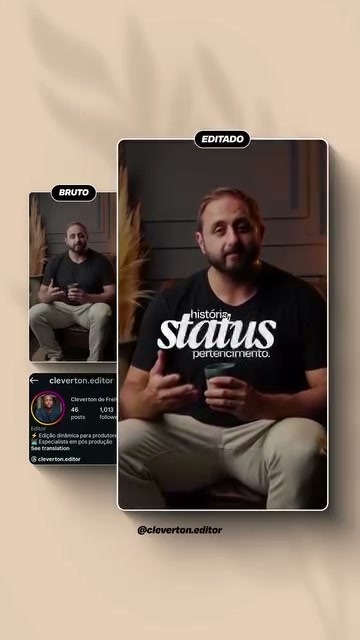 EDITADO
BRUTO
história,
status
pertencimento.
cleverton.editor
Cleverton de Frei
46
1,013
posts
followe
Editor
⚡ Edição dinâmica para produtore
Especialista em pós produção
See translation
cleverton.editor
@cleverton.editor